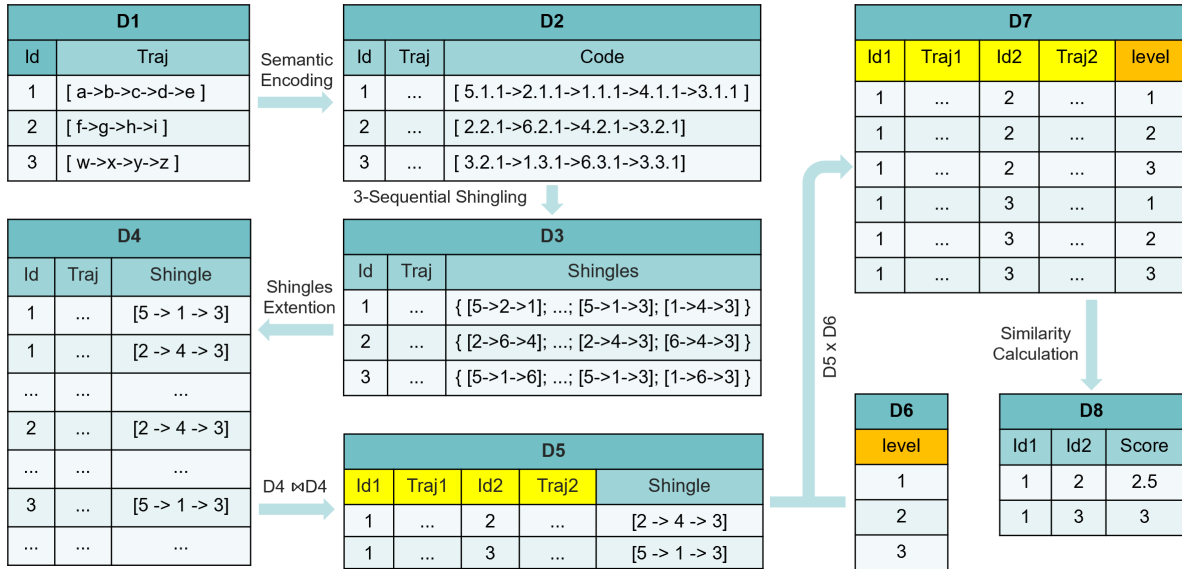 D1
Id Traj
1 [ a->b->c->d->e ]
2 [ f->g->h->i ]
3 [ w->x->y->z ]
Semantic
Encoding
D2
Id Traj Code
1 ... [ 5.1.1->2.1.1->1.1.1->4.1.1->3.1.1 ]
2 ... [ 2.2.1->6.2.1->4.2.1->3.2.1]
3 ... [ 3.2.1->1.3.1->6.3.1->3.3.1]
3-Sequential Shingling
D3
Id Traj Shingles
1 ... { [5->2->1]; ...; [5->1->3]; [1->4->3] }
2 ... { [2->6->4]; ...; [2->4->3]; [6->4->3] }
3 ... { [5->1->6]; ...; [5->1->3]; [1->6->3] }
Shingles
Extention
D4
Id Traj Shingle
1 ... [5 -> 1 -> 3]
1 ... [2 -> 4 -> 3]
... ... ...
2 ... [2 -> 4 -> 3]
... ... ...
3 ... [5 -> 1 -> 3]
... ... ...
D4 ⋈D4
D5
Id1 Traj1 Id2 Traj2 Shingle
1 ... 2 ... [2 -> 4 -> 3]
1 ... 3 ... [5 -> 1 -> 3]
D5 x D6
D6
level
1
2
3
D7
Id1 Traj1 Id2 Traj2 level
1 ... 2 ... 1
1 ... 2 ... 2
1 ... 2 ... 3
1 ... 3 ... 1
1 ... 3 ... 2
1 ... 3 ... 3
Similarity
Calculation
D8
Id1 Id2 Score
1 2 2.5
1 3 3